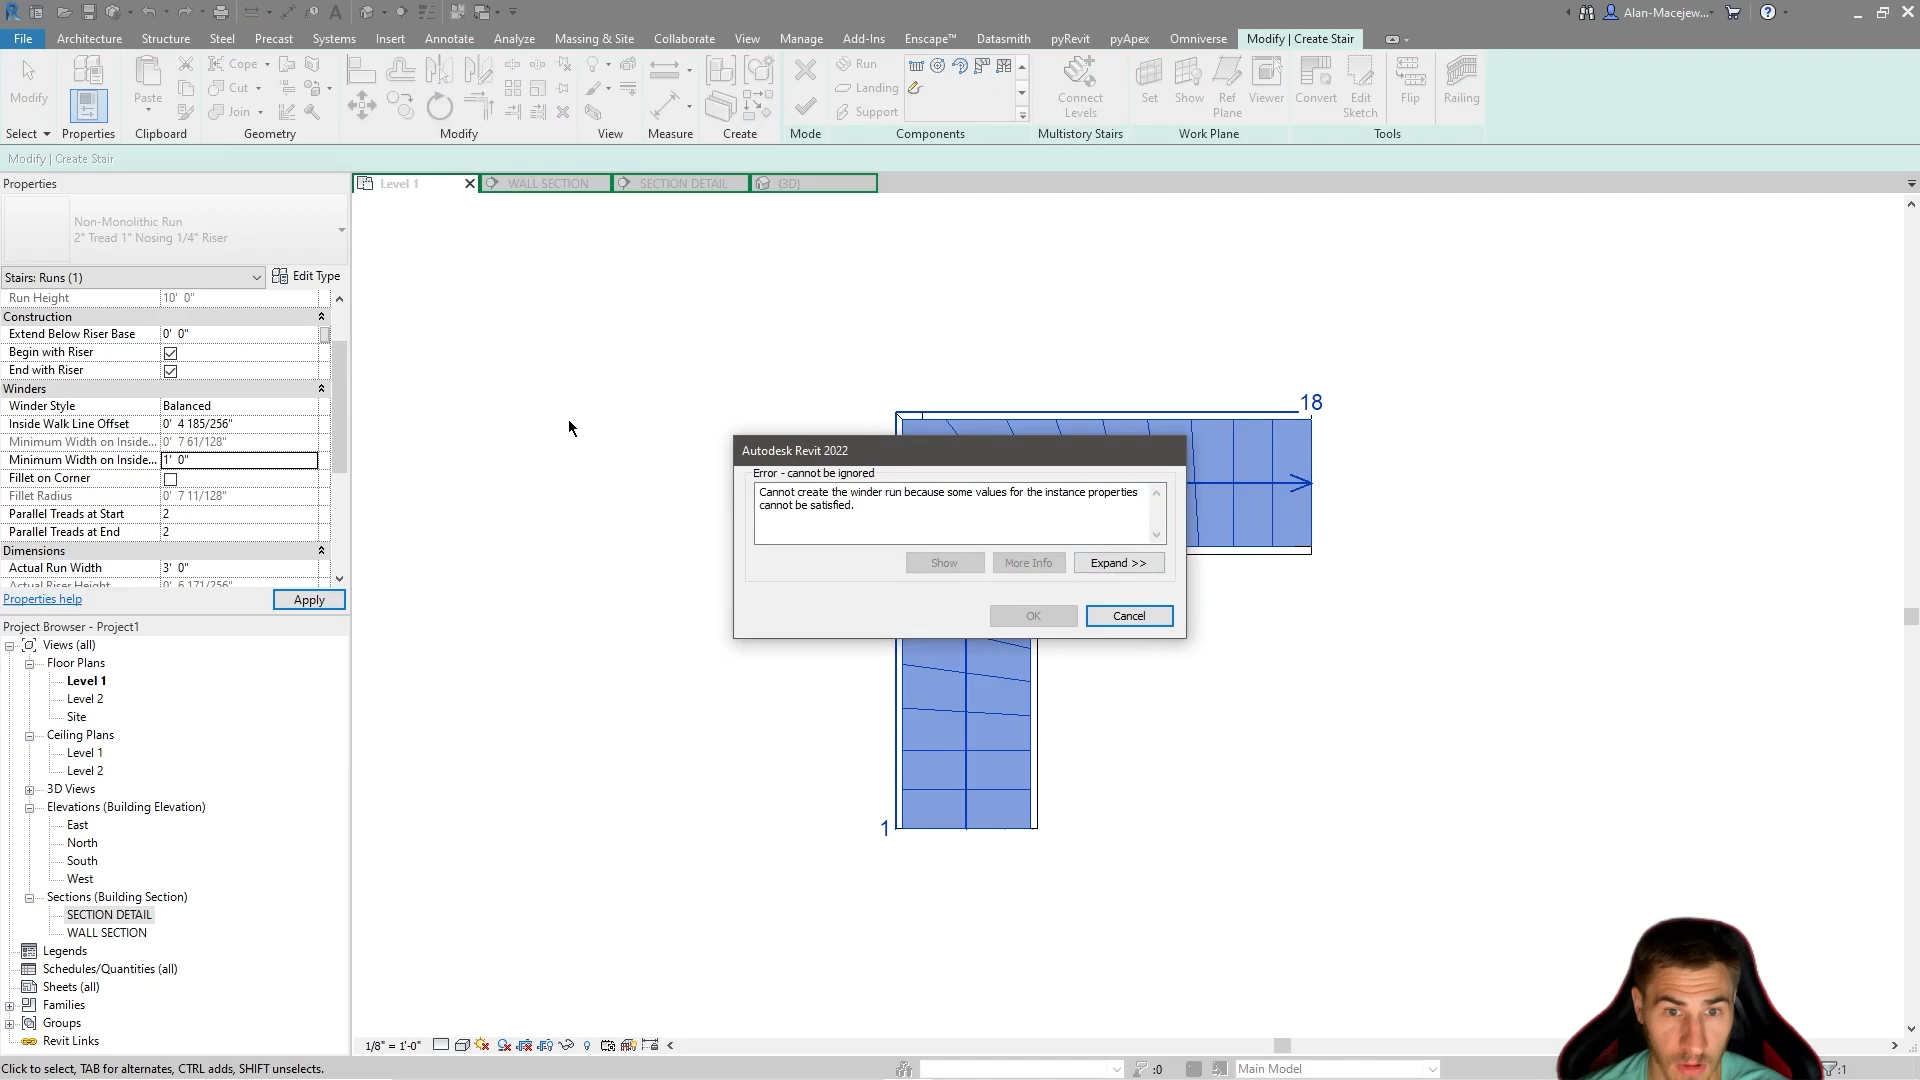 Alan-Macejew...
File Architecture Structure Steel Precast Systems Insert Annotate Analyze Massing & Site Collaborate View Manage Add-Ins Enscape™ Datasmith pyRevit pyApex Omniverse Modify | Create Stair
Modify
Paste
Cope
Cut
Join
Run
Landing
Support
Connect Levels
Set
Show
Ref Plane
Viewer
Convert
Edit Sketch
Flip
Railing
Select Properties Clipboard Geometry Modify View Measure Create Mode Components Multistory Stairs Work Plane Tools
Modify | Create Stair
Properties
Level 1
WALL SECTION
SECTION DETAIL
{3D}
Non-Monolithic Run
2" Tread 1" Nosing 1/4" Riser
Stairs: Runs (1)
Edit Type
Run Height 10' 0"
Construction
Extend Below Riser Base 0' 0"
Begin with Riser
End with Riser
Winders
Winder Style Balanced
Inside Walk Line Offset 0' 4 185/256"
Minimum Width on Inside... 0' 7 61/128"
Minimum Width on Inside... 1' 0"
Fillet on Corner
Fillet Radius 0' 7 11/128"
Parallel Treads at Start 2
Parallel Treads at End 2
Dimensions
Actual Run Width 3' 0"
Actual Riser Height 0' 6 171/256"
Properties help
Apply
Project Browser - Project1
Views (all)
Floor Plans
Level 1
Level 2
Site
Ceiling Plans
Level 1
Level 2
3D Views
Elevations (Building Elevation)
East
North
South
West
Sections (Building Section)
SECTION DETAIL
WALL SECTION
Legends
Schedules/Quantities (all)
Sheets (all)
Families
Groups
Revit Links
18
1
Autodesk Revit 2022
Error - cannot be ignored
Cannot create the winder run because some values for the instance properties
cannot be satisfied.
Show
More Info
Expand >>
OK
Cancel
1/8" = 1'-0"
Click to select, TAB for alternates, CTRL adds, SHIFT unselects.
:0
Main Model
:1